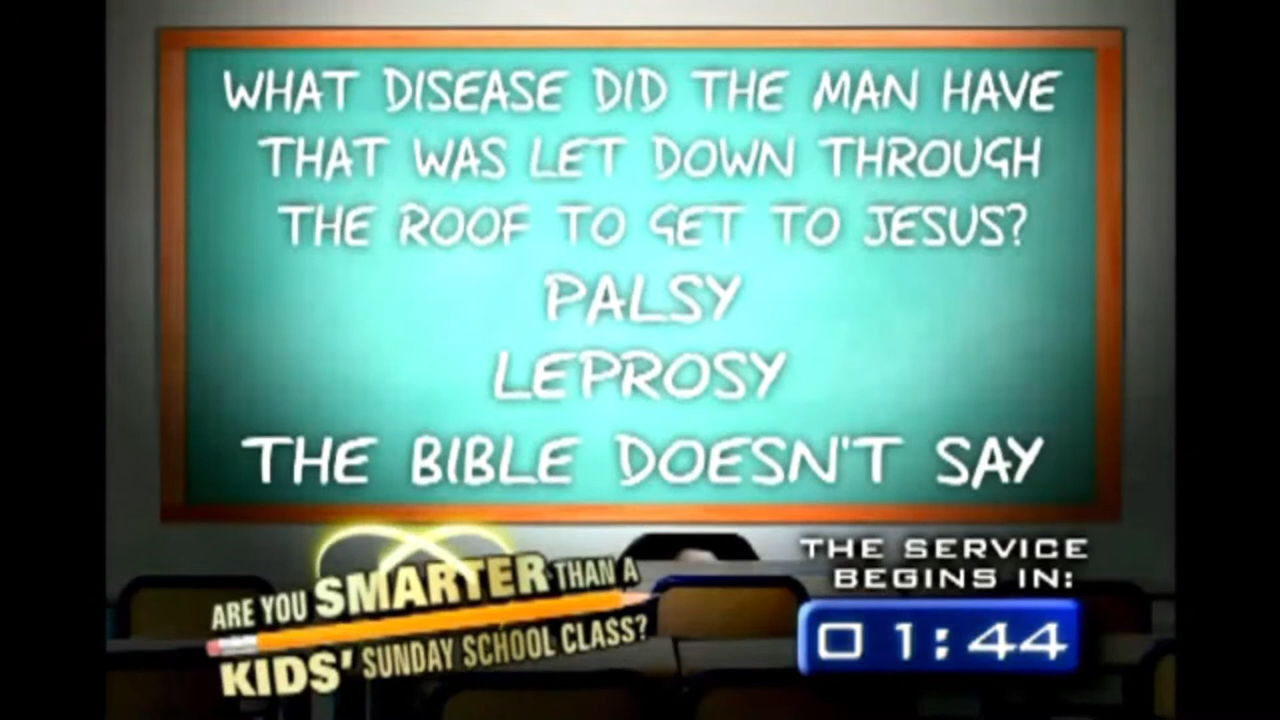 WHAT DISEASE DID THE MAN HAVE
THAT WAS LET DOWN THROUGH
THE ROOF TO GET TO JESUS?
PALSY
LEPROSY
THE BIBLE DOESN'T SAY
ARE YOU SMARTER THAN A
KIDS' SUNDAY SCHOOL CLASS?
THE SERVICE
BEGINS IN:
01:44